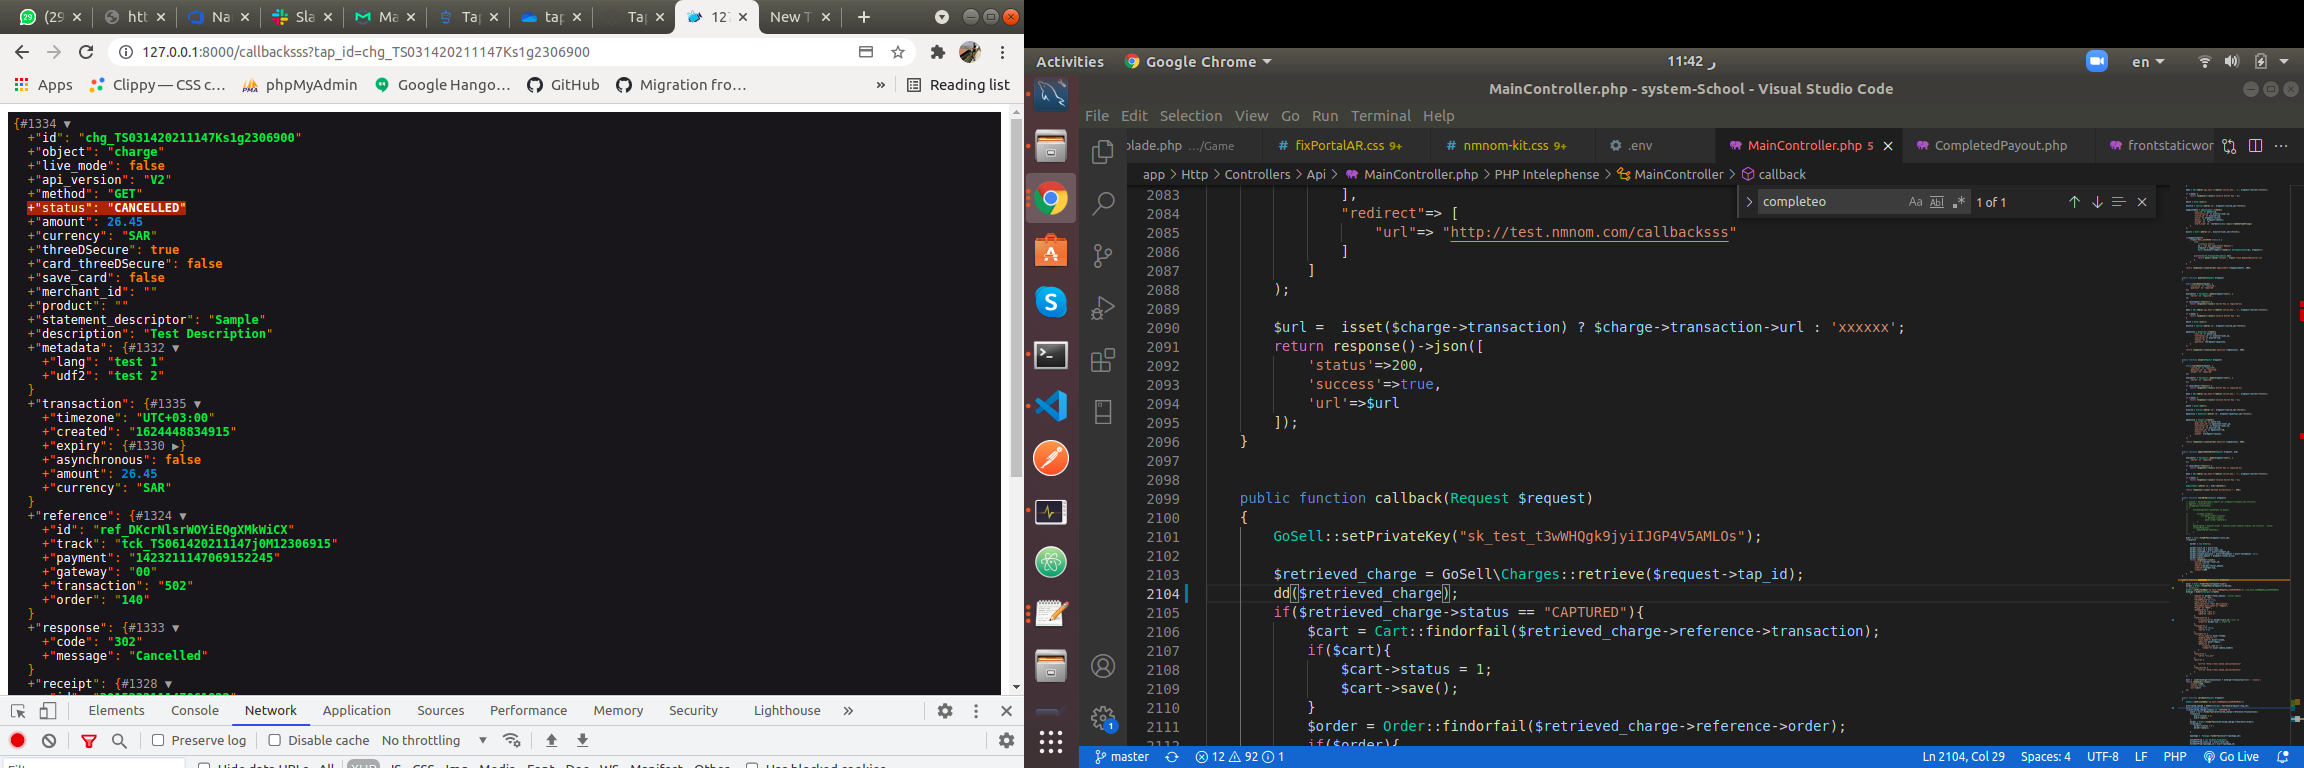 (29
htt
Na
Sla
Ma
Tap
tap
Tap
127
New T
127.0.0.1:8000/callbacksss?tap_id=chg_TS031420211147Ks1g2306900
Apps
Clippy — CSS c...
phpMyAdmin
Google Hango...
GitHub
Migration fro...
»
Reading list
{#1334 ▼
+"id": "chg_TS031420211147Ks1g2306900"
+"object": "charge"
+"live_mode": false
+"api_version": "V2"
+"method": "GET"
+"status": "CANCELLED"
+"amount": 26.45
+"currency": "SAR"
+"threeDSecure": true
+"card_threeDSecure": false
+"save_card": false
+"merchant_id": ""
+"product": ""
+"statement_descriptor": "Sample"
+"description": "Test Description"
+"metadata": {#1332 ▼
+"lang": "test 1"
+"udf2": "test 2"
}
+"transaction": {#1335 ▼
+"timezone": "UTC+03:00"
+"created": "1624448834915"
+"expiry": {#1330 ▶}
+"asynchronous": false
+"amount": 26.45
+"currency": "SAR"
}
+"reference": {#1324 ▼
+"id": "ref_DKcrNlsrWOYiEQgXMkWiCX"
+"track": "tck_TS061420211147j0M12306915"
+"payment": "1423211147069152245"
+"gateway": "00"
+"transaction": "502"
+"order": "140"
}
+"response": {#1333 ▼
+"code": "302"
+"message": "Cancelled"
}
+"receipt": {#1328 ▼
Elements Console Network Application Sources Performance Memory Security Lighthouse »
Preserve log Disable cache No throttling
Activities Google Chrome 11:42 ر en
MainController.php - system-School - Visual Studio Code
File Edit Selection View Go Run Terminal Help
olade.php .../Game # fixPortalAR.css 9+ # nmnom-kit.css 9+ .env MainController.php 5 CompletedPayout.php frontstaticwor
app > Http > Controllers > Api > MainController.php > PHP Intelephense > MainController > callback
completeo Aa Abl .* 1 of 1
2083 ],
2084 "redirect"=> [
2085 "url"=> "http://test.nmnom.com/callbacksss"
2086 ]
2087 ]
2088 );
2089
2090 $url = isset($charge->transaction) ? $charge->transaction->url : 'xxxxxx';
2091 return response()->json([
2092 'status'=>200,
2093 'success'=>true,
2094 'url'=>$url
2095 ]);
2096 }
2097
2098
2099 public function callback(Request $request)
2100 {
2101 GoSell::setPrivateKey("sk_test_t3wWHQgk9jyiIJGP4V5AMLOs");
2102
2103 $retrieved_charge = GoSell\Charges::retrieve($request->tap_id);
2104 dd($retrieved_charge);
2105 if($retrieved_charge->status == "CAPTURED"){
2106 $cart = Cart::findorfail($retrieved_charge->reference->transaction);
2107 if($cart){
2108 $cart->status = 1;
2109 $cart->save();
2110 }
2111 $order = Order::findorfail($retrieved_charge->reference->order);
2112 if($order){
master 12 92 1 Ln 2104, Col 29 Spaces: 4 UTF-8 LF PHP Go Live